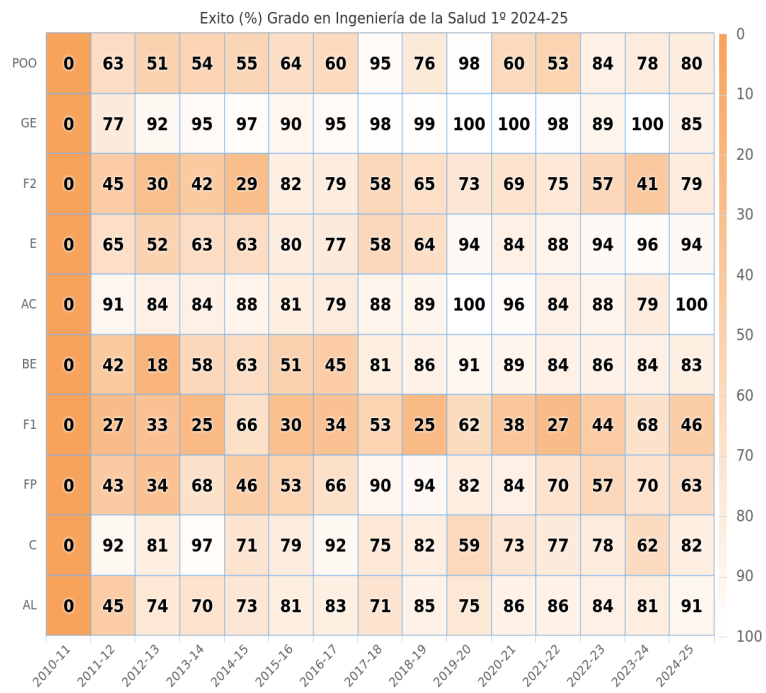 Exito (%) Grado en Ingeniería de la Salud 1º 2024-25
POO 0 63 51 54 55 64 60 95 76 98 60 53 84 78 80
GE 0 77 92 95 97 90 95 98 99 100 100 98 89 100 85
F2 0 45 30 42 29 82 79 58 65 73 69 75 57 41 79
E 0 65 52 63 63 80 77 58 64 94 84 88 94 96 94
AC 0 91 84 84 88 81 79 88 89 100 96 84 88 79 100
BE 0 42 18 58 63 51 45 81 86 91 89 84 86 84 83
F1 0 27 33 25 66 30 34 53 25 62 38 27 44 68 46
FP 0 43 34 68 46 53 66 90 94 82 84 70 57 70 63
C 0 92 81 97 71 79 92 75 82 59 73 77 78 62 82
AL 0 45 74 70 73 81 83 71 85 75 86 86 84 81 91
2010-11 2011-12 2012-13 2013-14 2014-15 2015-16 2016-17 2017-18 2018-19 2019-20 2020-21 2021-22 2022-23 2023-24 2024-25
0
10
20
30
40
50
60
70
80
90
100